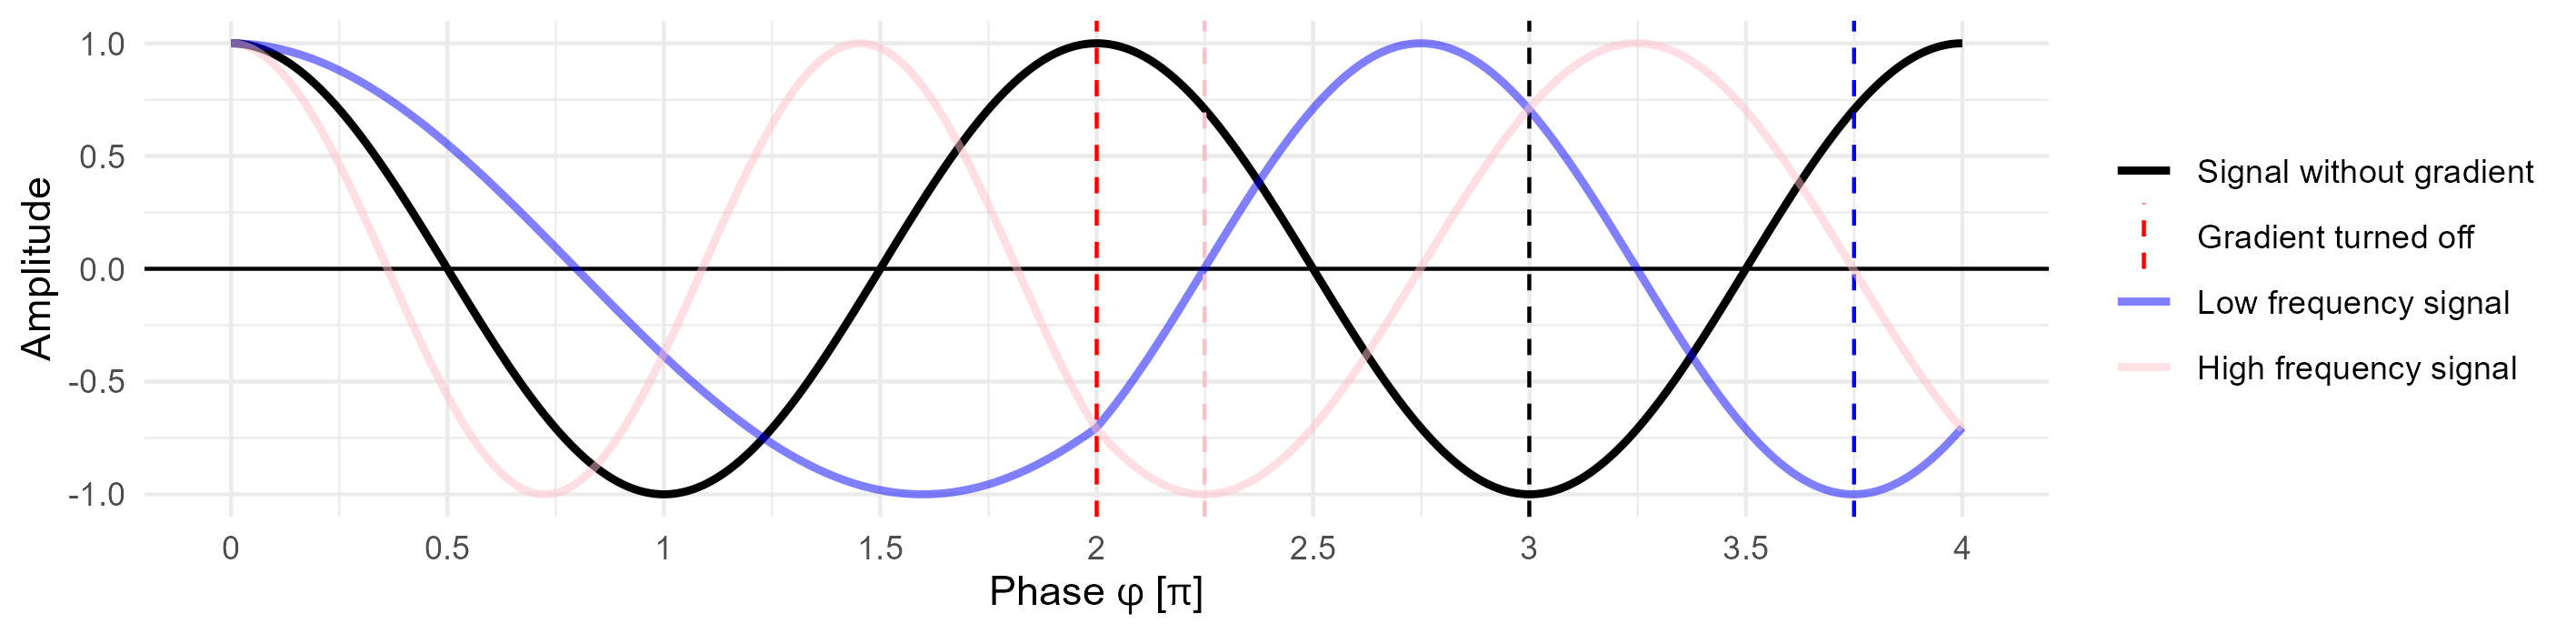 Amplitude
1.0
0.5
0.0
-0.5
-1.0
0 0.5 1 1.5 2 2.5 3 3.5 4
Phase φ [π]
Signal without gradient
Gradient turned off
Low frequency signal
High frequency signal